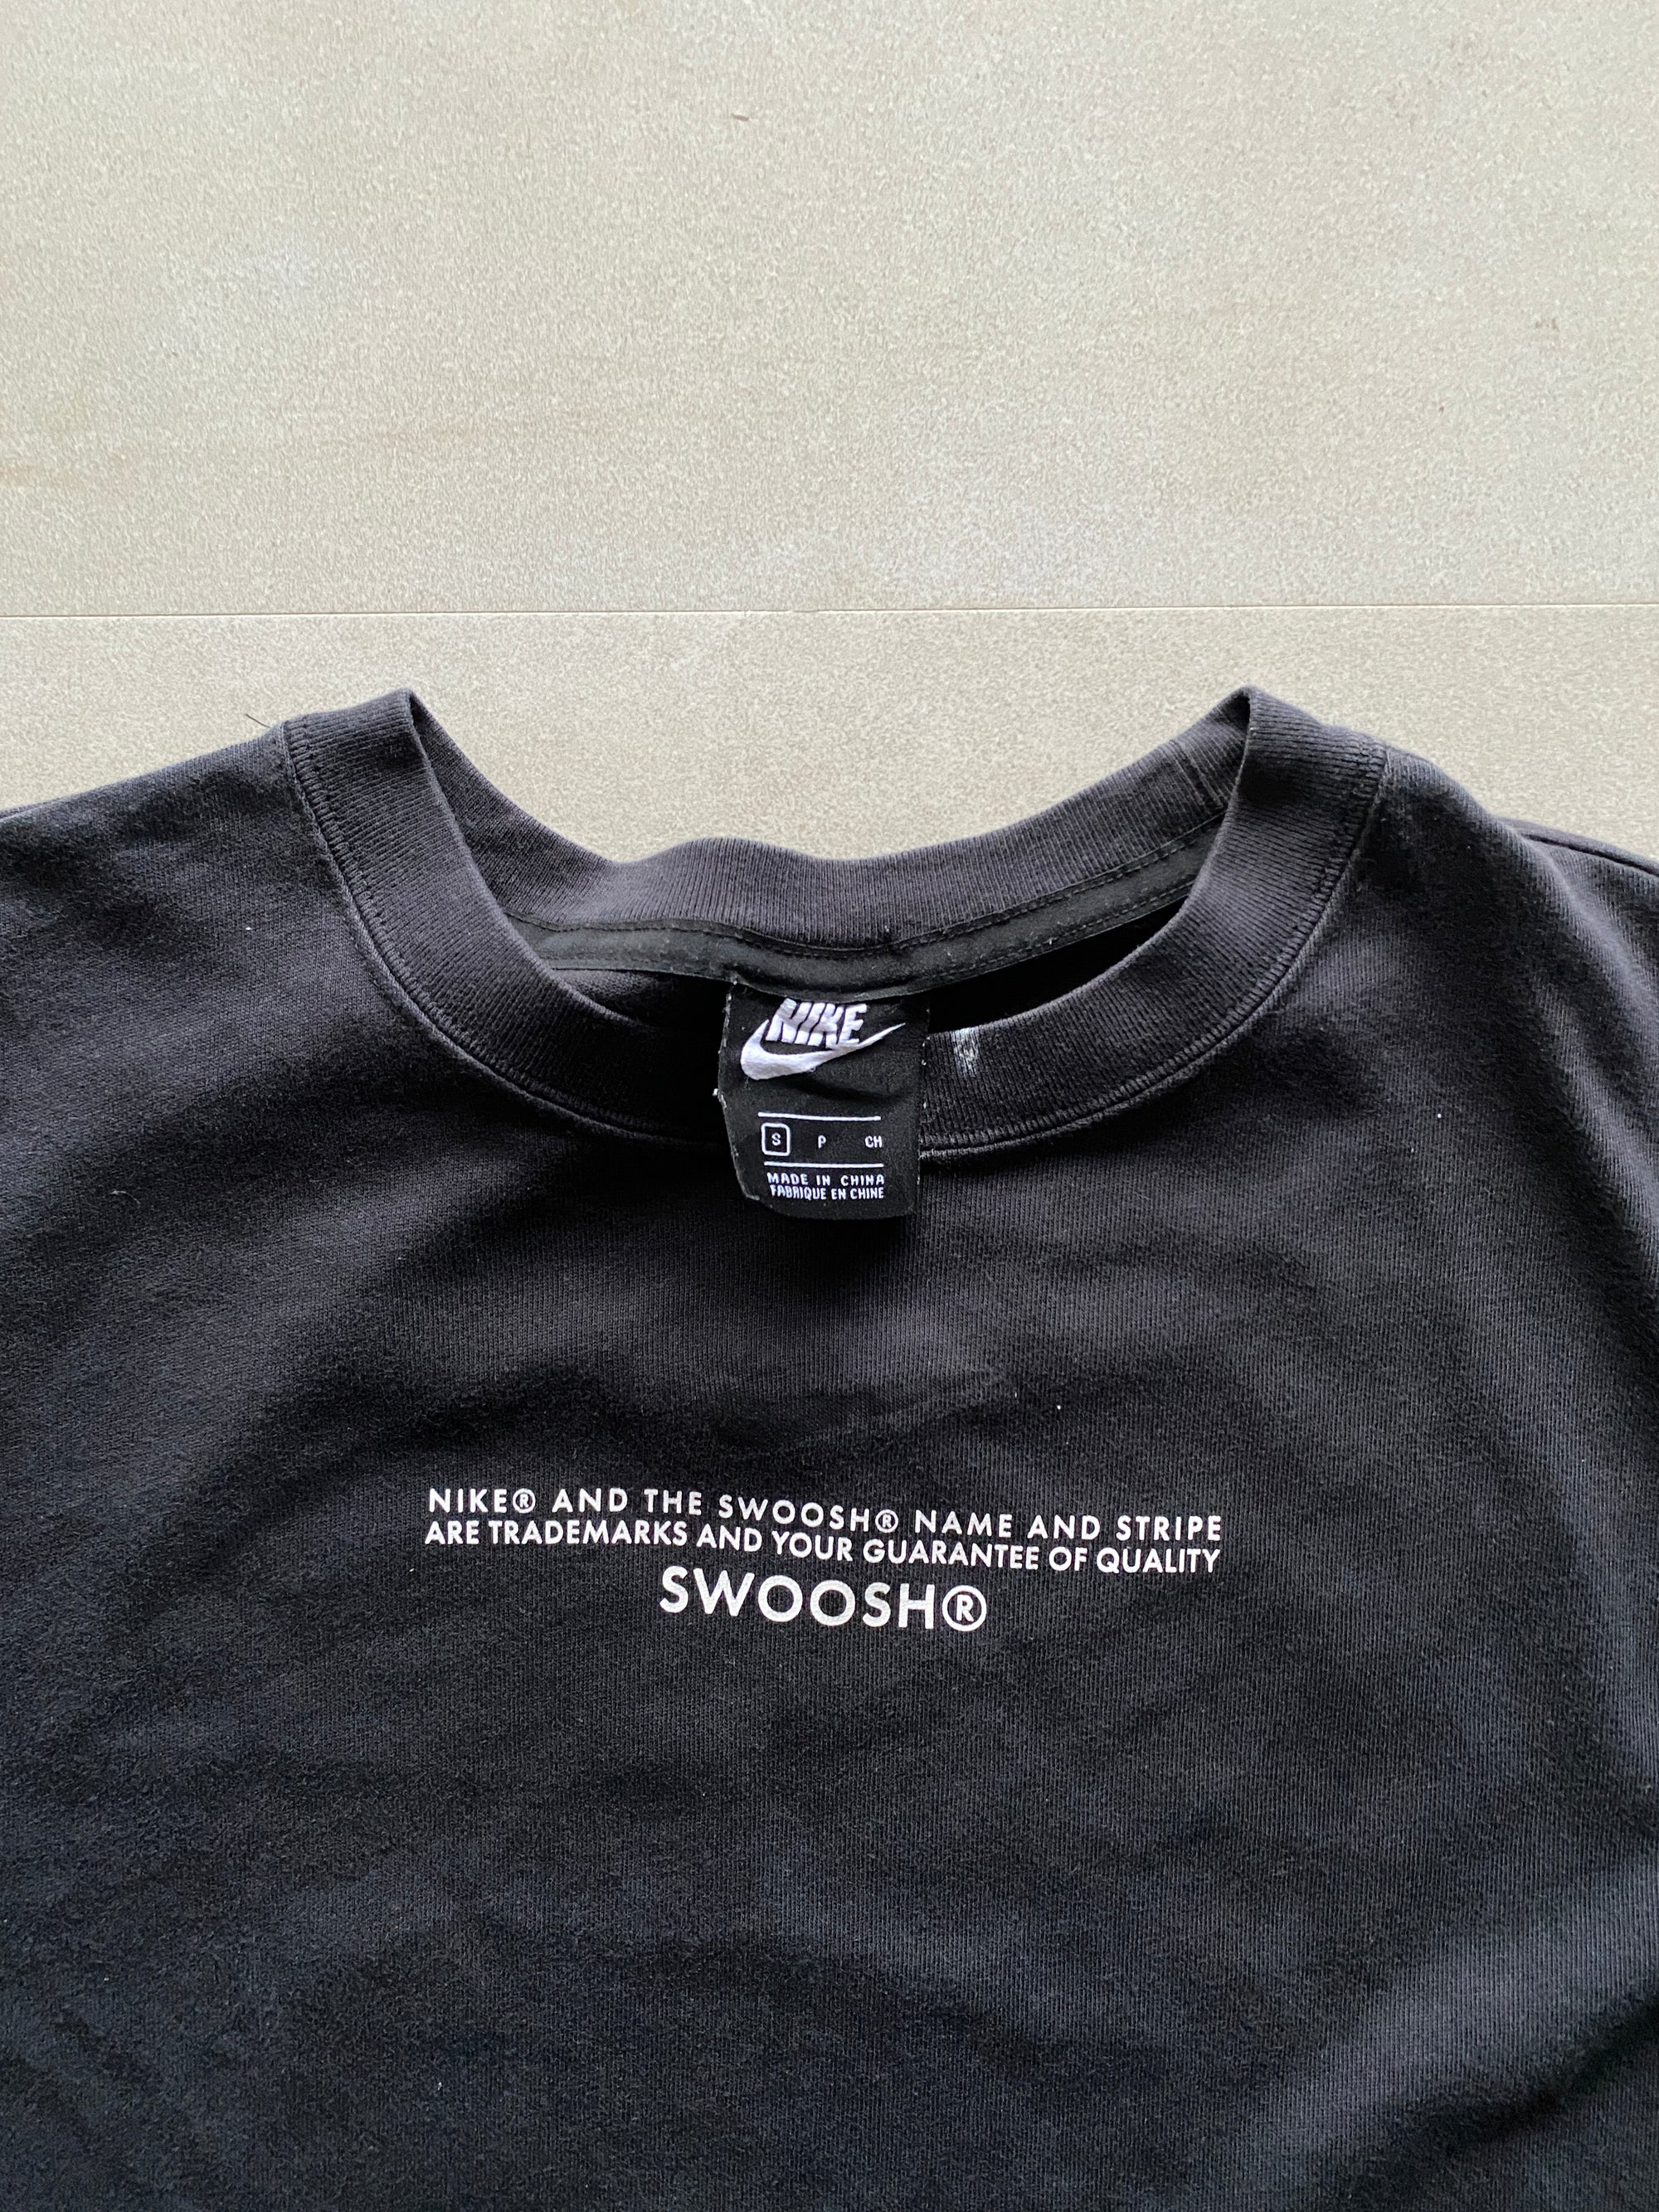 NIKE
S P CH
MADE IN CHINA
FABRIQUE EN CHINE
NIKE® AND THE SWOOSH® NAME AND STRIPE
ARE TRADEMARKS AND YOUR GUARANTEE OF QUALITY
SWOOSH®